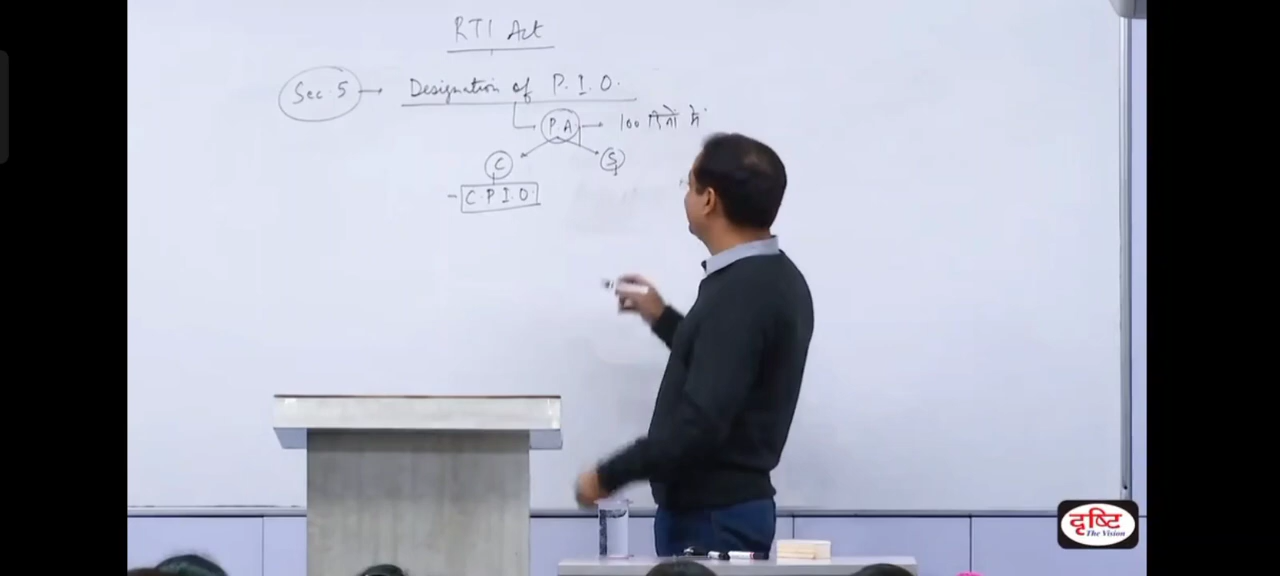 RTI Act
Sec. 5 → Designation of P. I. O.
P. A. → 100 दिनों में
C S
- C. P. I. O.
दृष्टि
The Vision